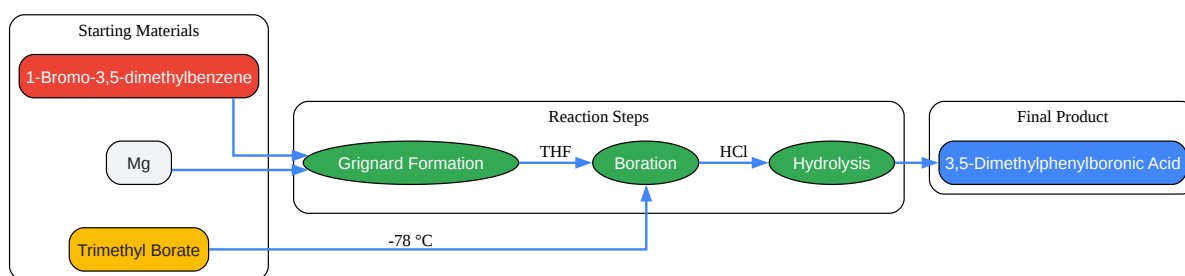 Starting Materials
1-Bromo-3,5-dimethylbenzene
Mg
Trimethyl Borate
-78 °C
Reaction Steps
Grignard Formation
THF
Boration
HCl
Hydrolysis
Final Product
3,5-Dimethylphenylboronic Acid